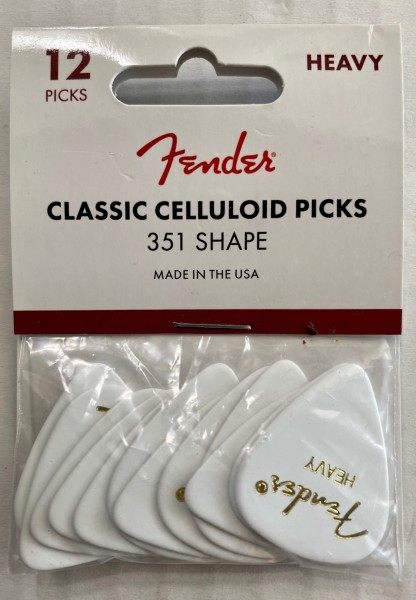 12
PICKS
HEAVY
Fender®
CLASSIC CELLULOID PICKS
351 SHAPE
MADE IN THE USA
Fender®
HEAVY